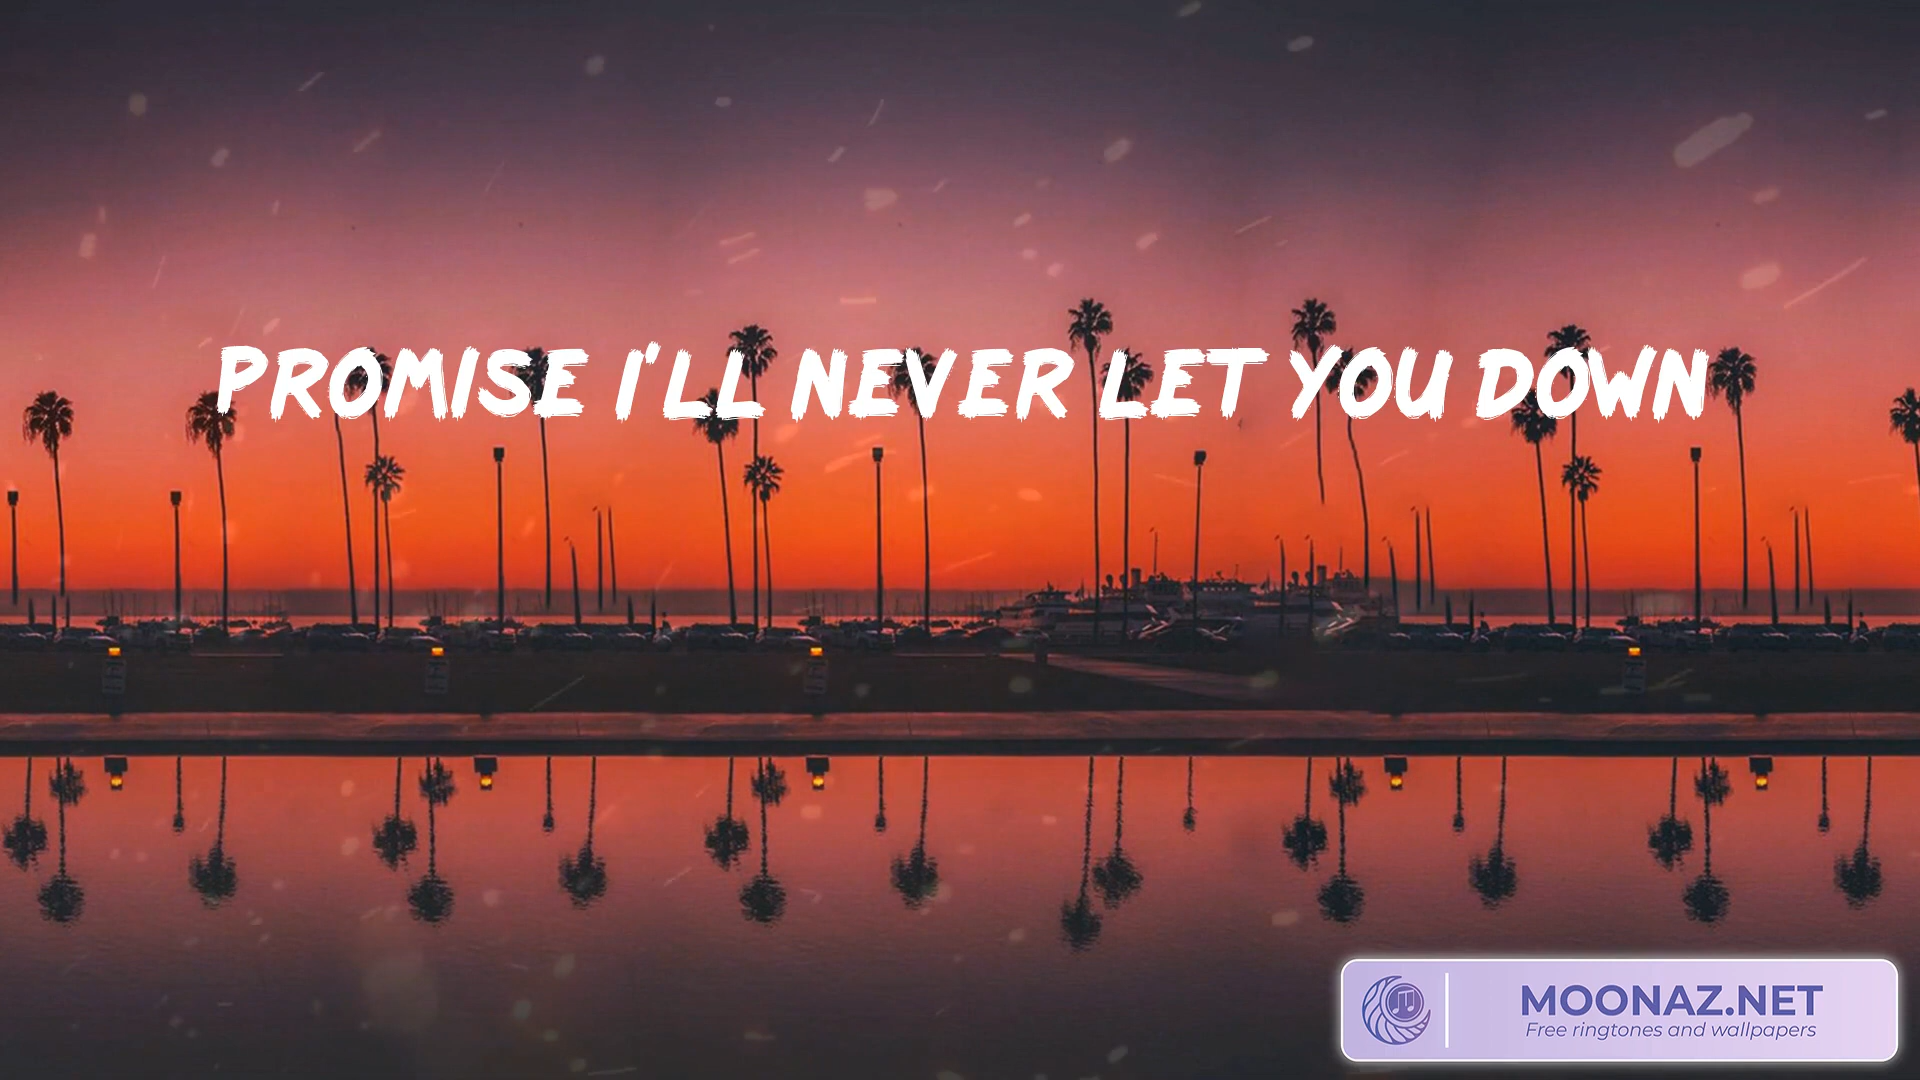 PROMISE I'LL NEVER LET YOU DOWN
MOONAZ.NET
Free ringtones and wallpapers